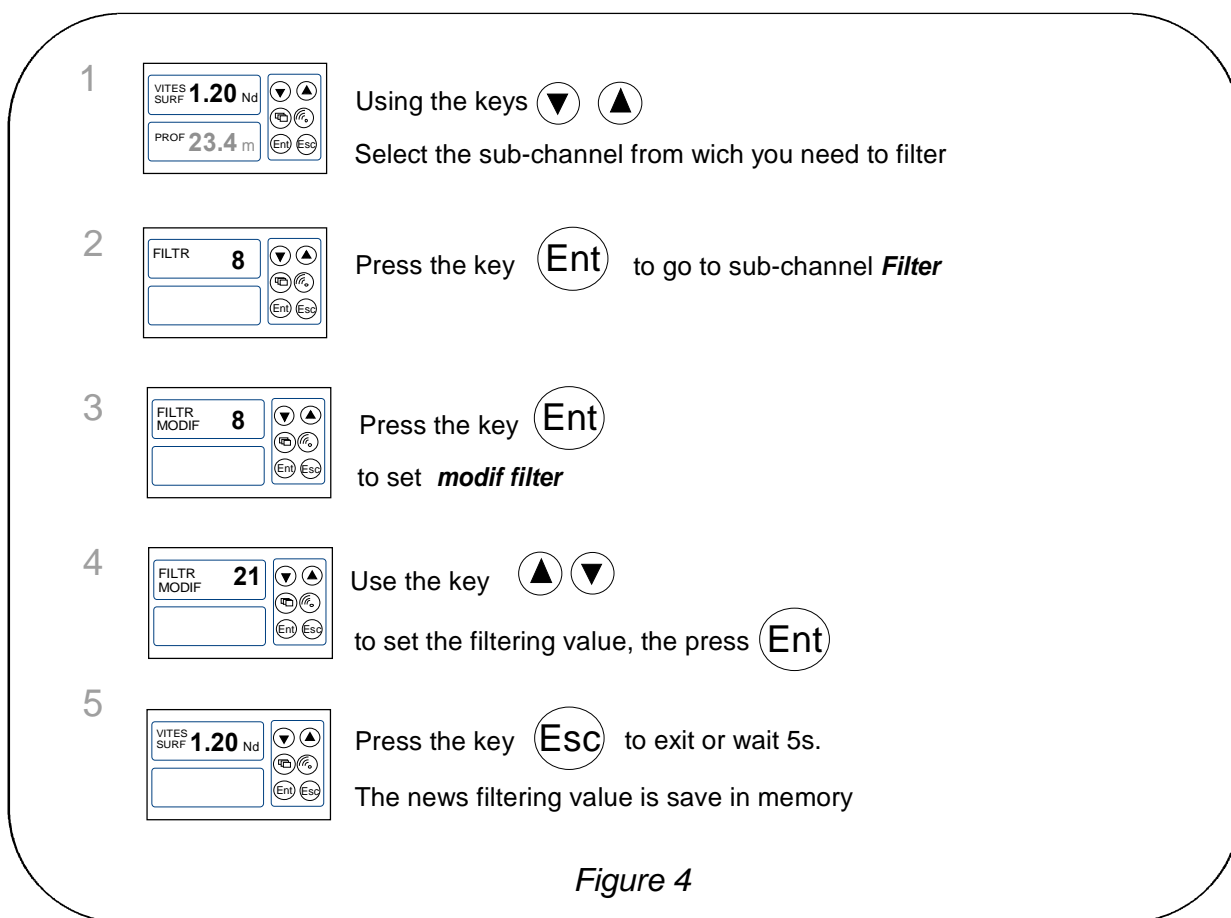 1
VITES
SURF 1.20 Nd
PROF 23.4 m
Ent Esc
Using the keys ▼ ▲
Select the sub-channel from wich you need to filter
2
FILTR 8
Ent Esc
Press the key Ent to go to sub-channel Filter
3
FILTR
MODIF 8
Ent Esc
Press the key Ent
to set modif filter
4
FILTR
MODIF 21
Ent Esc
Use the key ▲ ▼
to set the filtering value, the press Ent
5
VITES
SURF 1.20 Nd
Ent Esc
Press the key Esc to exit or wait 5s.
The news filtering value is save in memory
Figure 4